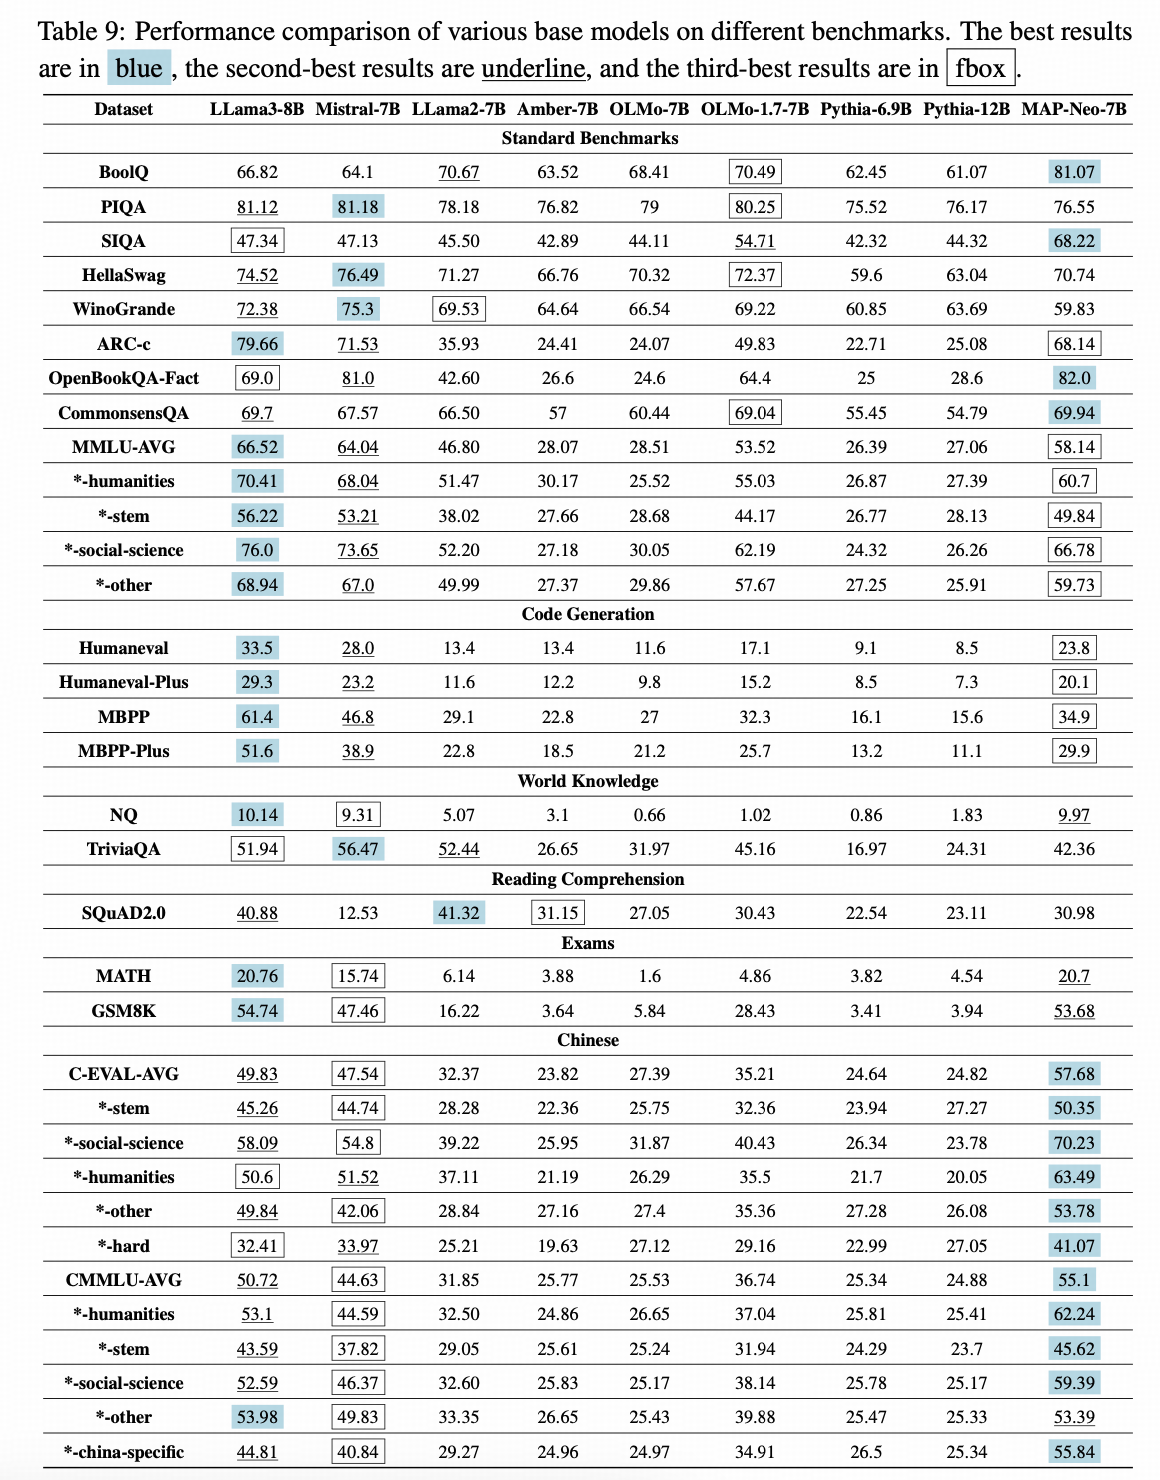 Table 9: Performance comparison of various base models on different benchmarks. The best results
are in blue , the second-best results are underline, and the third-best results are in fbox .
Dataset LLama3-8B Mistral-7B LLama2-7B Amber-7B OLMo-7B OLMo-1.7-7B Pythia-6.9B Pythia-12B MAP-Neo-7B
Standard Benchmarks
BoolQ 66.82 64.1 70.67 63.52 68.41 70.49 62.45 61.07 81.07
PIQA 81.12 81.18 78.18 76.82 79 80.25 75.52 76.17 76.55
SIQA 47.34 47.13 45.50 42.89 44.11 54.71 42.32 44.32 68.22
HellaSwag 74.52 76.49 71.27 66.76 70.32 72.37 59.6 63.04 70.74
WinoGrande 72.38 75.3 69.53 64.64 66.54 69.22 60.85 63.69 59.83
ARC-c 79.66 71.53 35.93 24.41 24.07 49.83 22.71 25.08 68.14
OpenBookQA-Fact 69.0 81.0 42.60 26.6 24.6 64.4 25 28.6 82.0
CommonsensQA 69.7 67.57 66.50 57 60.44 69.04 55.45 54.79 69.94
MMLU-AVG 66.52 64.04 46.80 28.07 28.51 53.52 26.39 27.06 58.14
*-humanities 70.41 68.04 51.47 30.17 25.52 55.03 26.87 27.39 60.7
*-stem 56.22 53.21 38.02 27.66 28.68 44.17 26.77 28.13 49.84
*-social-science 76.0 73.65 52.20 27.18 30.05 62.19 24.32 26.26 66.78
*-other 68.94 67.0 49.99 27.37 29.86 57.67 27.25 25.91 59.73
Code Generation
Humaneval 33.5 28.0 13.4 13.4 11.6 17.1 9.1 8.5 23.8
Humaneval-Plus 29.3 23.2 11.6 12.2 9.8 15.2 8.5 7.3 20.1
MBPP 61.4 46.8 29.1 22.8 27 32.3 16.1 15.6 34.9
MBPP-Plus 51.6 38.9 22.8 18.5 21.2 25.7 13.2 11.1 29.9
World Knowledge
NQ 10.14 9.31 5.07 3.1 0.66 1.02 0.86 1.83 9.97
TriviaQA 51.94 56.47 52.44 26.65 31.97 45.16 16.97 24.31 42.36
Reading Comprehension
SQuAD2.0 40.88 12.53 41.32 31.15 27.05 30.43 22.54 23.11 30.98
Exams
MATH 20.76 15.74 6.14 3.88 1.6 4.86 3.82 4.54 20.7
GSM8K 54.74 47.46 16.22 3.64 5.84 28.43 3.41 3.94 53.68
Chinese
C-EVAL-AVG 49.83 47.54 32.37 23.82 27.39 35.21 24.64 24.82 57.68
*-stem 45.26 44.74 28.28 22.36 25.75 32.36 23.94 27.27 50.35
*-social-science 58.09 54.8 39.22 25.95 31.87 40.43 26.34 23.78 70.23
*-humanities 50.6 51.52 37.11 21.19 26.29 35.5 21.7 20.05 63.49
*-other 49.84 42.06 28.84 27.16 27.4 35.36 27.28 26.08 53.78
*-hard 32.41 33.97 25.21 19.63 27.12 29.16 22.99 27.05 41.07
CMMLU-AVG 50.72 44.63 31.85 25.77 25.53 36.74 25.34 24.88 55.1
*-humanities 53.1 44.59 32.50 24.86 26.65 37.04 25.81 25.41 62.24
*-stem 43.59 37.82 29.05 25.61 25.24 31.94 24.29 23.7 45.62
*-social-science 52.59 46.37 32.60 25.83 25.17 38.14 25.78 25.17 59.39
*-other 53.98 49.83 33.35 26.65 25.43 39.88 25.47 25.33 53.39
*-china-specific 44.81 40.84 29.27 24.96 24.97 34.91 26.5 25.34 55.84